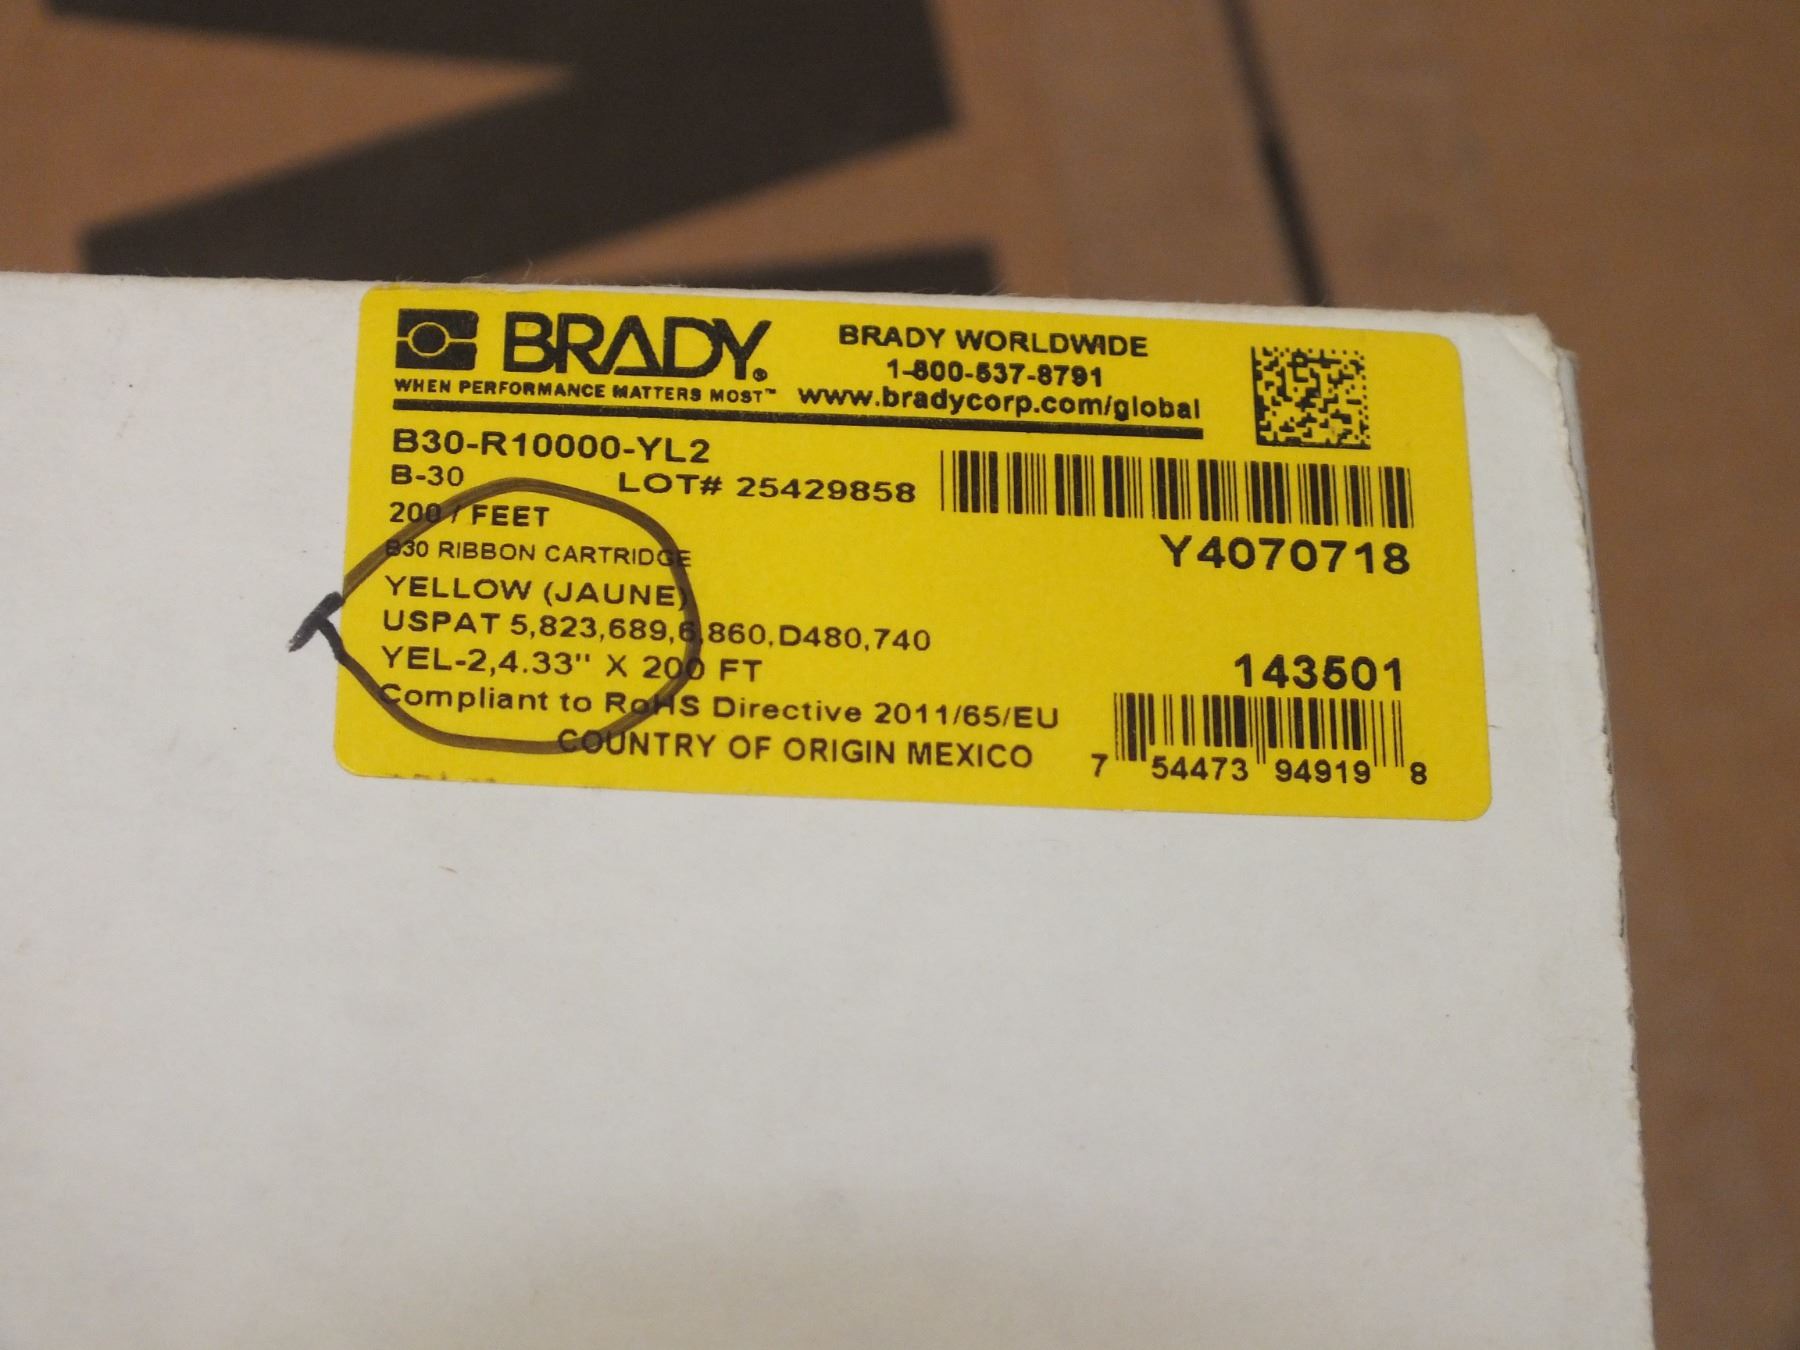 BRADY®
WHEN PERFORMANCE MATTERS MOST™
BRADY WORLDWIDE
1-800-537-8791
www.bradycorp.com/global
B30-R10000-YL2
B-30
LOT# 25429858
200 / FEET
B30 RIBBON CARTRIDGE
YELLOW (JAUNE)
USPAT 5,823,689,6,860,D480,740
YEL-2,4.33" X 200 FT
Compliant to RoHS Directive 2011/65/EU
COUNTRY OF ORIGIN MEXICO
Y4070718
143501
7 54473 94919 8